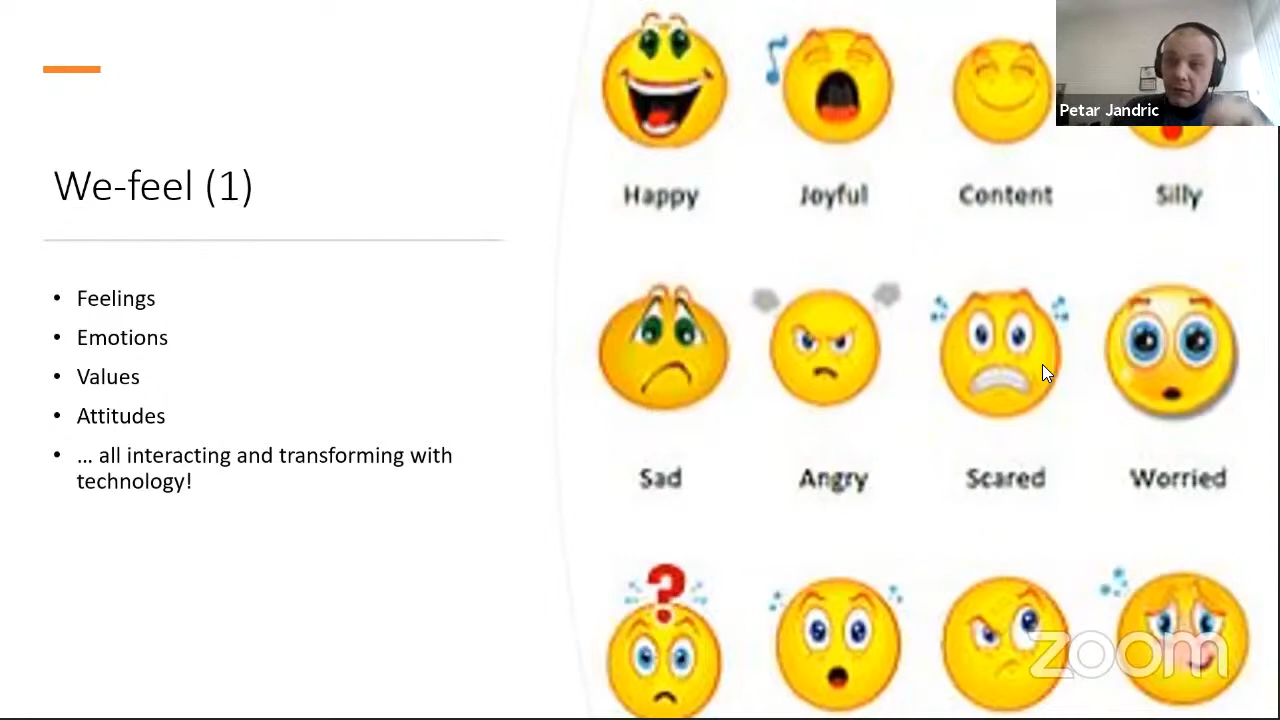 Petar Jandric
We-feel (1)
• Feelings
• Emotions
• Values
• Attitudes
• ... all interacting and transforming with
technology!
Happy Joyful Content Silly
Sad Angry Scared Worried
?
zoom